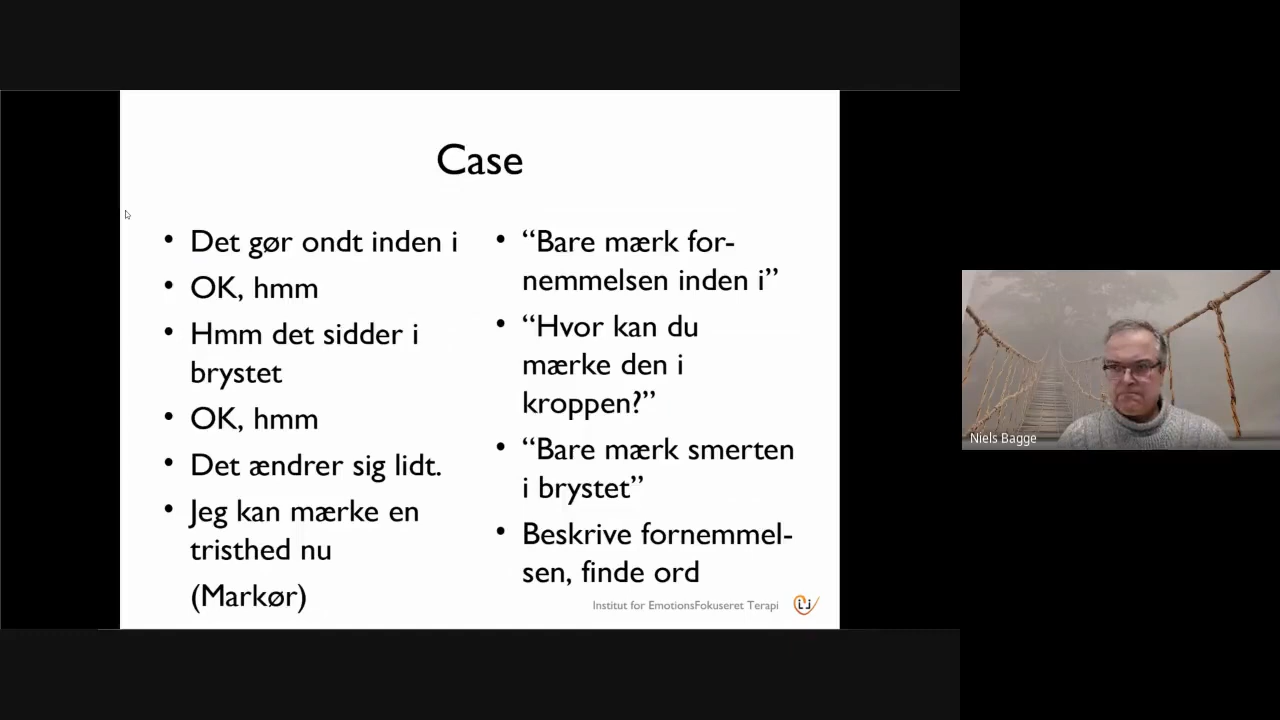 Case
• Det gør ondt inden i
• OK, hmm
• Hmm det sidder i
brystet
• OK, hmm
• Det ændrer sig lidt.
• Jeg kan mærke en
tristhed nu
(Markør)
• “Bare mærk for-
nemmelsen inden i”
• “Hvor kan du
mærke den i
kroppen?”
• “Bare mærk smerten
i brystet”
• Beskrive fornemmel-
sen, finde ord
Institut for EmotionsFokuseret Terapi
Niels Bagge